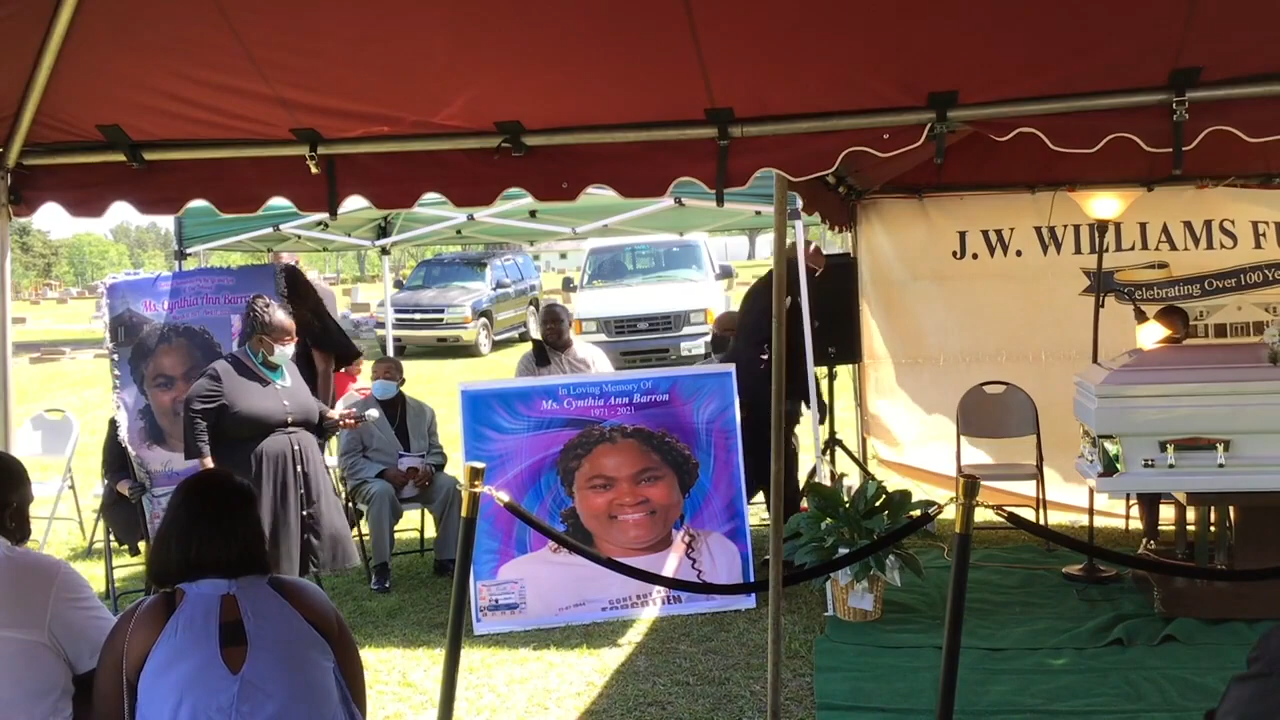 Ms. Cynthia Ann Barron
family
In Loving Memory Of
Ms. Cynthia Ann Barron
1971 - 2021
GONE BUT NOT
FORGOTTEN
J.W. WILLIAMS FU
Celebrating Over 100 Ye